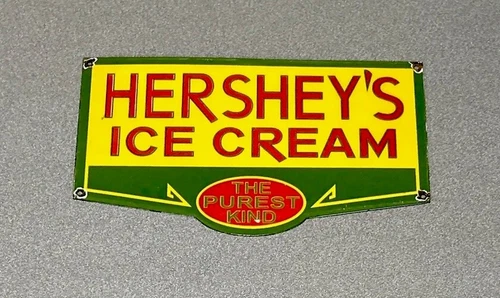 HERSHEY'S
ICE CREAM
THE
PUREST
KIND